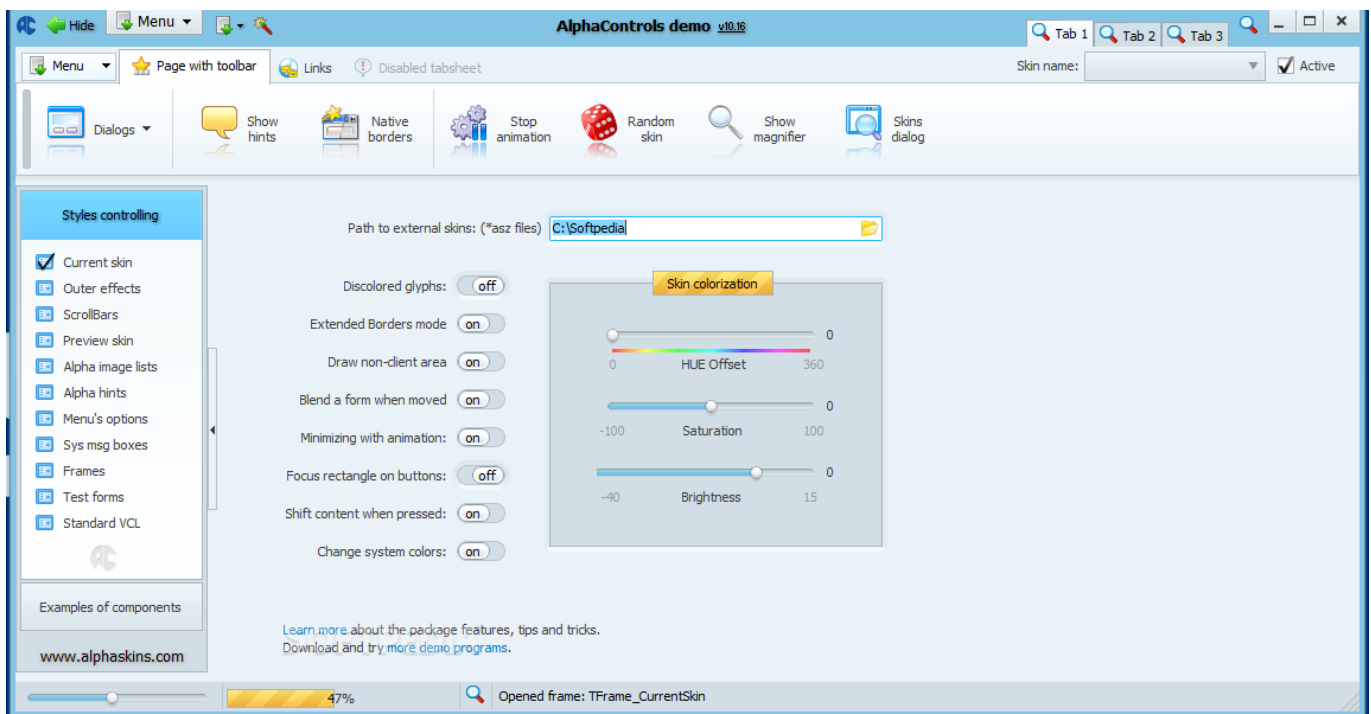 Hide
Menu
AlphaControls demo v10.16
Tab 1
Tab 2
Tab 3
Menu
Page with toolbar
Links
Disabled tabsheet
Skin name:
Active
Dialogs
Show
hints
Native
borders
Stop
animation
Random
skin
Show
magnifier
Skins
dialog
Styles controlling
Current skin
Outer effects
ScrollBars
Preview skin
Alpha image lists
Alpha hints
Menu's options
Sys msg boxes
Frames
Test forms
Standard VCL
Examples of components
www.alphaskins.com
Path to external skins: (*asz files)
C:\Softpedia
Discolored glyphs: off
Extended Borders mode on
Draw non-client area on
Blend a form when moved on
Minimizing with animation: on
Focus rectangle on buttons: off
Shift content when pressed: on
Change system colors: on
Skin colorization
0
0 HUE Offset 360
0
-100 Saturation 100
0
-40 Brightness 15
Learn more about the package features, tips and tricks.
Download and try more demo programs.
47%
Opened frame: TFrame_CurrentSkin